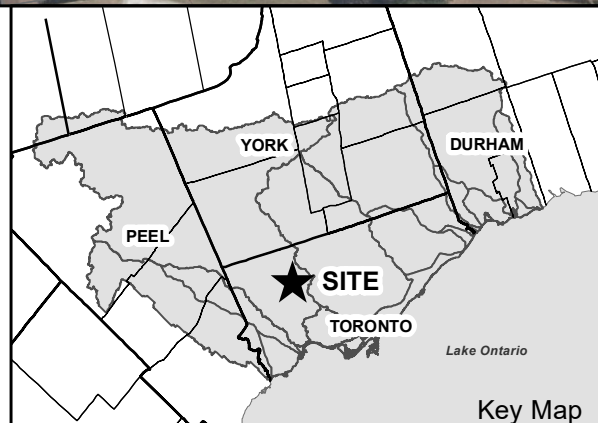 YORK
DURHAM
PEEL
SITE
TORONTO
Lake Ontario
Key Map